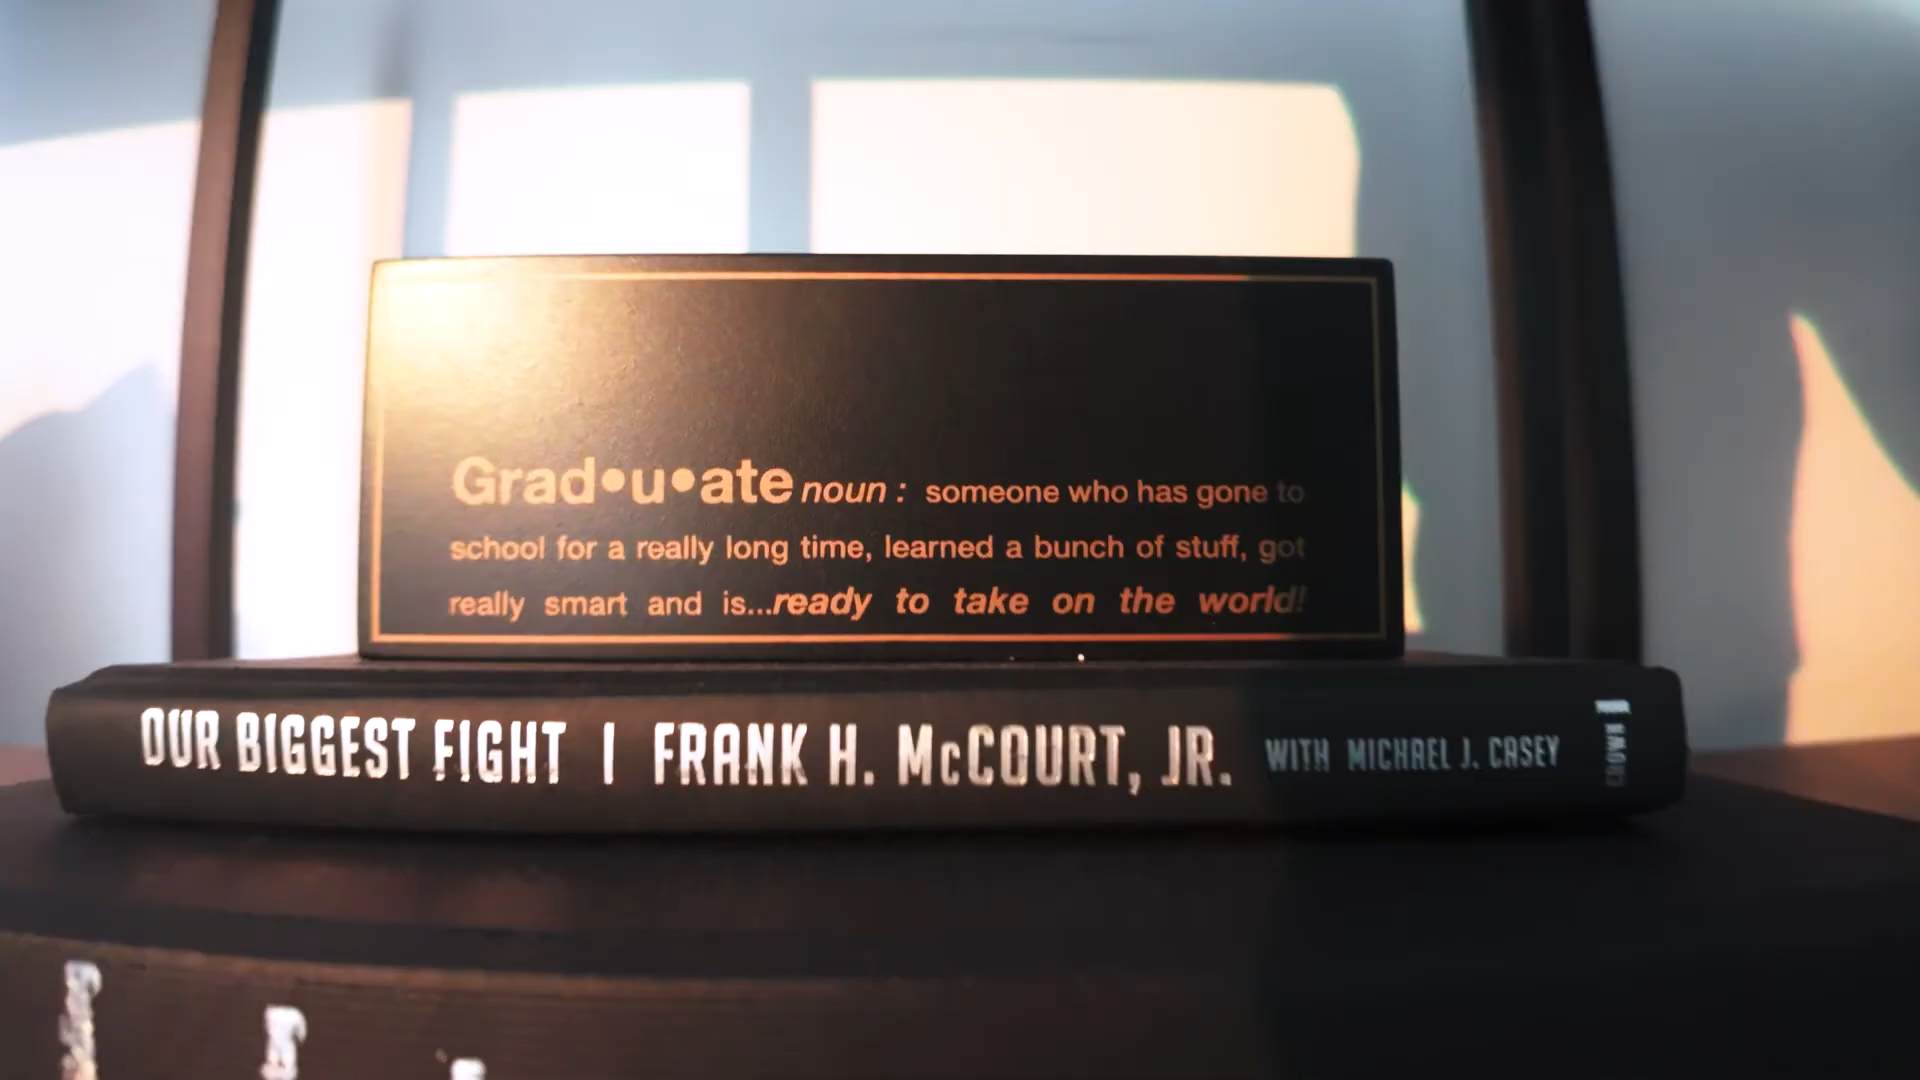 Grad•u•ate noun : someone who has gone to
school for a really long time, learned a bunch of stuff, got
really smart and is...ready to take on the world!
OUR BIGGEST FIGHT | FRANK H. McCOURT, JR. WITH MICHAEL J. CASEY
CROWN